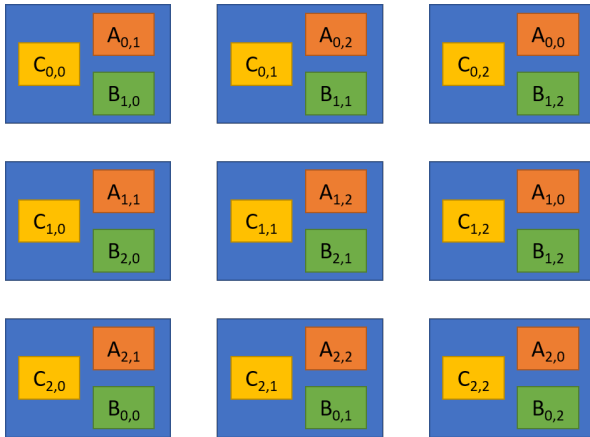 A0,1 A0,2 A0,0
C0,0 C0,1 C0,2
B1,0 B1,1 B1,2
A1,1 A1,2 A1,0
C1,0 C1,1 C1,2
B2,0 B2,1 B1,2
A2,1 A2,2 A2,0
C2,0 C2,1 C2,2
B0,0 B0,1 B0,2